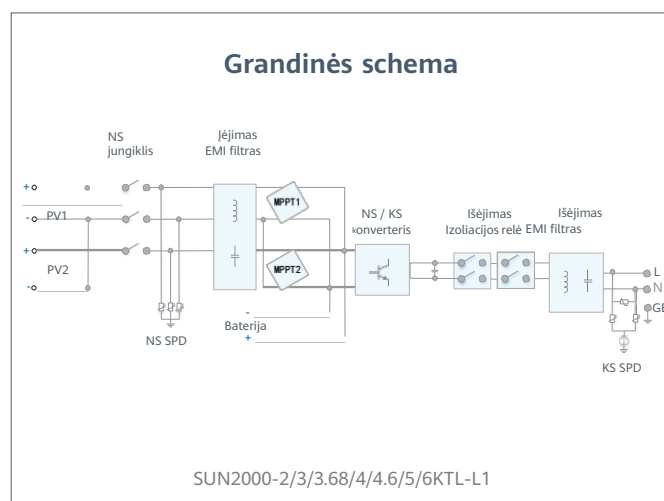 Grandinės schema
NS
jungiklis
Įėjimas
EMI filtras
+
- PV1
+
PV2
-
MPPT1
MPPT2
NS / KS
konverteris
Išėjimas
Izoliacijos relė
Išėjimas
EMI filtras
L
N
GE
NS SPD
-
Baterija
+
KS SPD
SUN2000-2/3/3.68/4/4.6/5/6KTL-L1